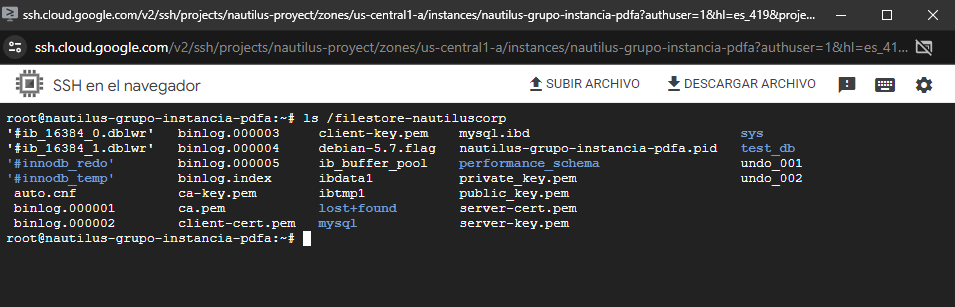 ssh.cloud.google.com/v2/ssh/projects/nautilus-proyect/zones/us-central1-a/instances/nautilus-grupo-instancia-pdfa?authuser=1&hl=es_419&proje...
ssh.cloud.google.com/v2/ssh/projects/nautilus-proyect/zones/us-central1-a/instances/nautilus-grupo-instancia-pdfa?authuser=1&hl=es_41...
SSH en el navegador
SUBIR ARCHIVO
DESCARGAR ARCHIVO
root@nautilus-grupo-instancia-pdfa:~# ls /filestore-nautiluscorp
'#ib_16384_0.dblwr' binlog.000003 client-key.pem mysql.ibd sys
'#ib_16384_1.dblwr' binlog.000004 debian-5.7.flag nautilus-grupo-instancia-pdfa.pid test_db
'#innodb_redo' binlog.000005 ib_buffer_pool performance_schema undo_001
'#innodb_temp' binlog.index ibdata1 private_key.pem undo_002
auto.cnf ca-key.pem ibtmp1 public_key.pem
binlog.000001 ca.pem lost+found server-cert.pem
binlog.000002 client-cert.pem mysql server-key.pem
root@nautilus-grupo-instancia-pdfa:~#